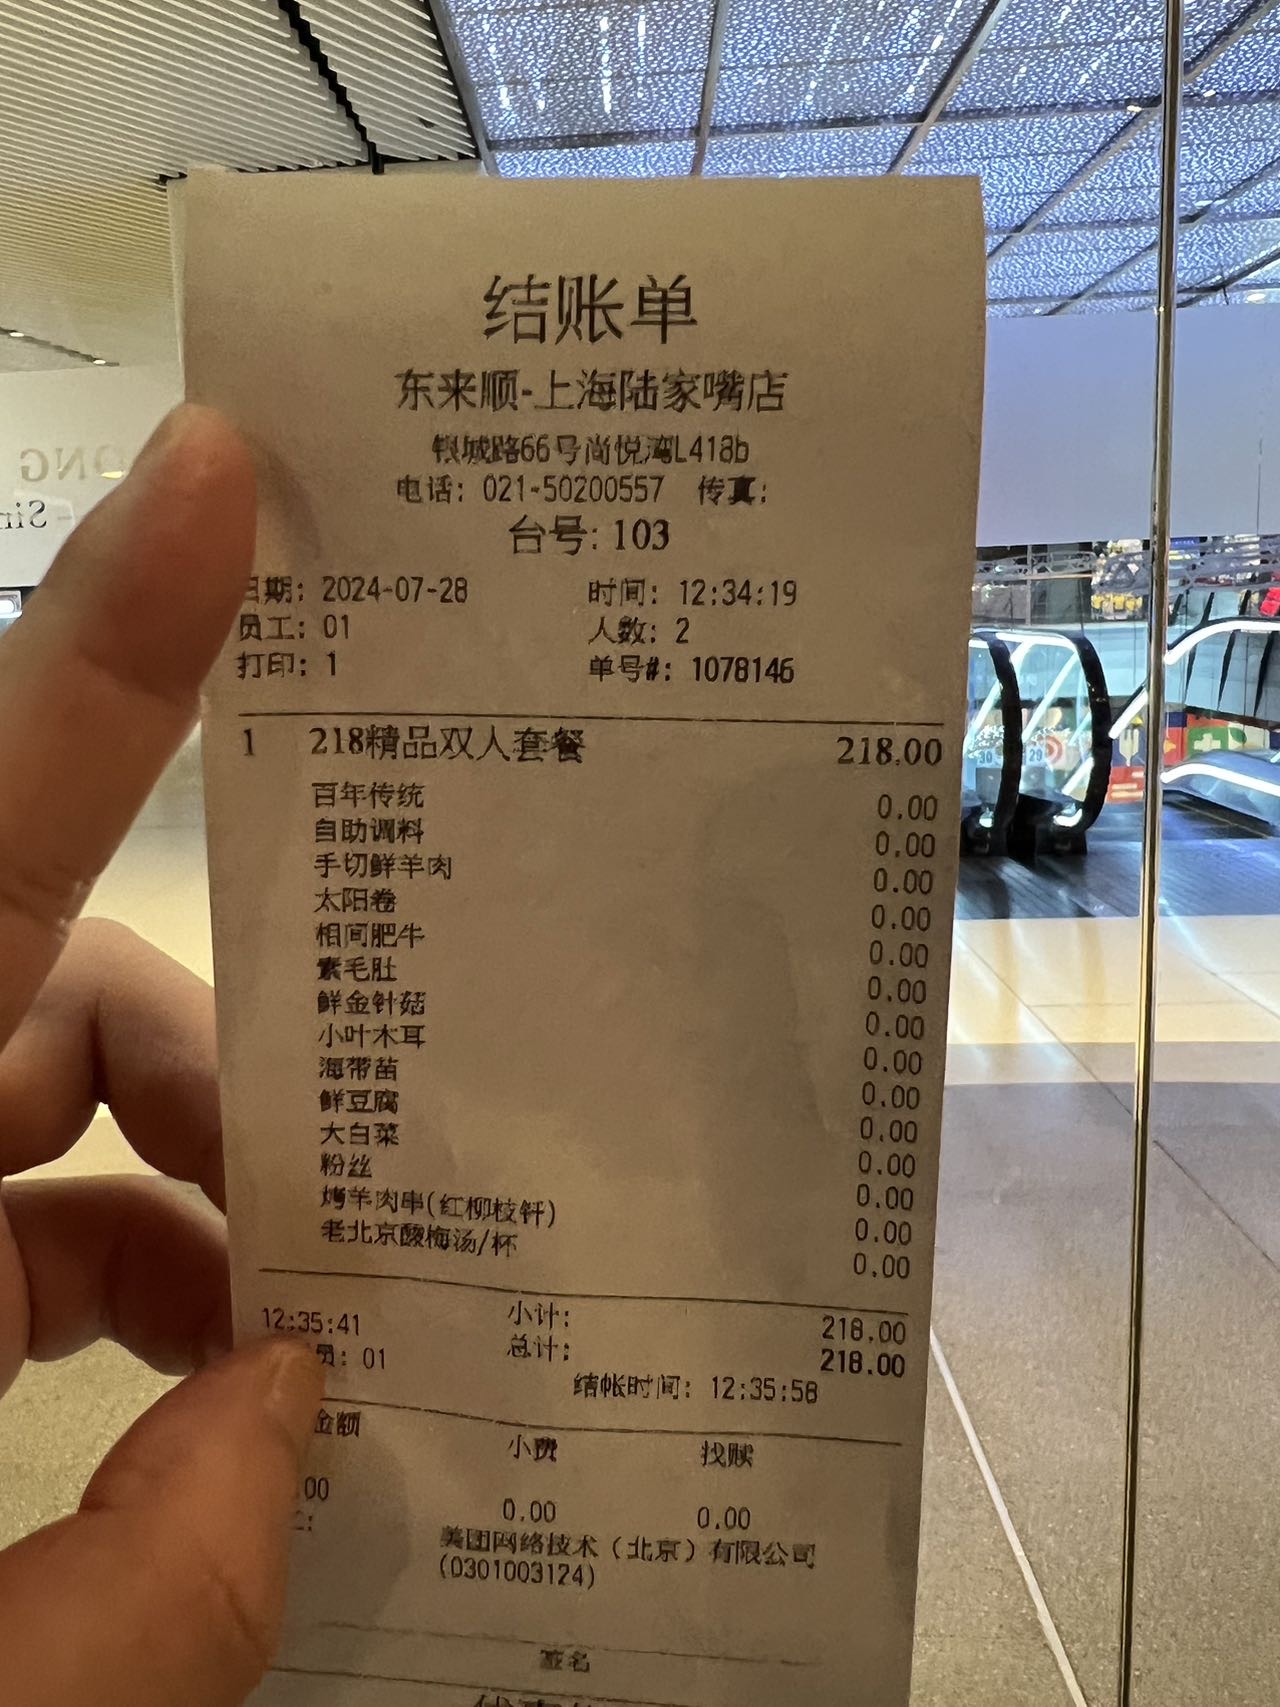 结账单
东来顺-上海陆家嘴店
银城路66号尚悦湾L418b
电话: 021-50200557 传真:
台号: 103
日期: 2024-07-28 时间: 12:34:19
员工: 01 人数: 2
打印: 1 单号#: 1078146
1 218精品双人套餐 218.00
百年传统 0.00
自助调料 0.00
手切鲜羊肉 0.00
太阳卷 0.00
相间肥牛 0.00
素毛肚 0.00
鲜金针菇 0.00
小叶木耳 0.00
海带苗 0.00
鲜豆腐 0.00
大白菜 0.00
粉丝 0.00
烤羊肉串(红柳枝钎) 0.00
老北京酸梅汤/杯 0.00
小计: 218.00
12:35:41 总计: 218.00
员: 01
结帐时间: 12:35:58
金额 小费 找赎
.00 0.00 0.00
美团网络技术（北京）有限公司
(0301003124)
签名
ONG
- Sin
30 29